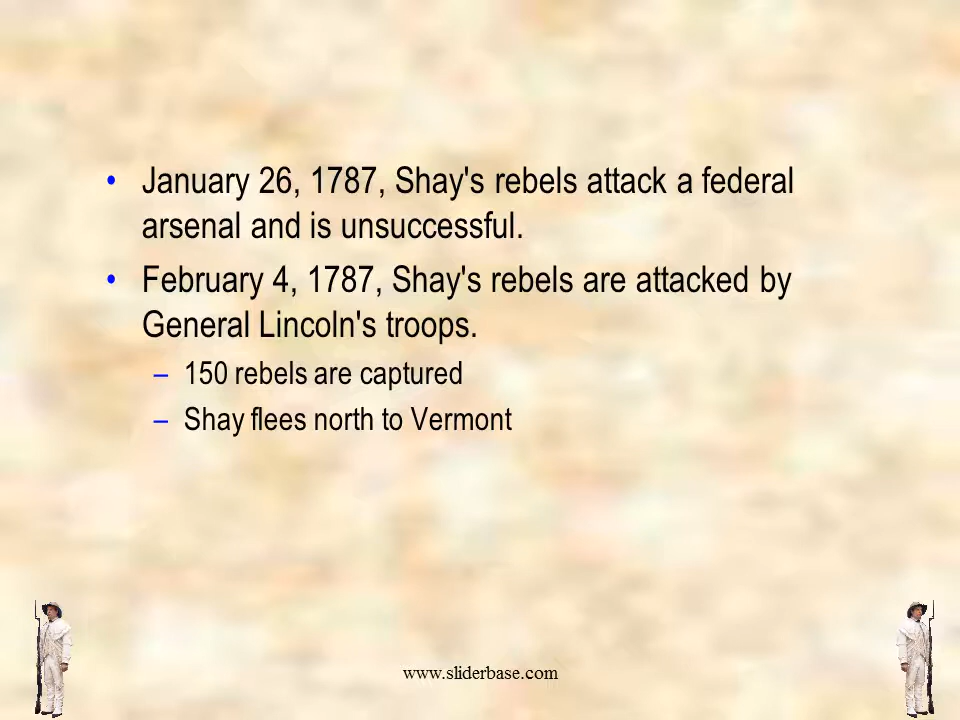 • January 26, 1787, Shay's rebels attack a federal
arsenal and is unsuccessful.
• February 4, 1787, Shay's rebels are attacked by
General Lincoln's troops.
– 150 rebels are captured
– Shay flees north to Vermont
www.sliderbase.com